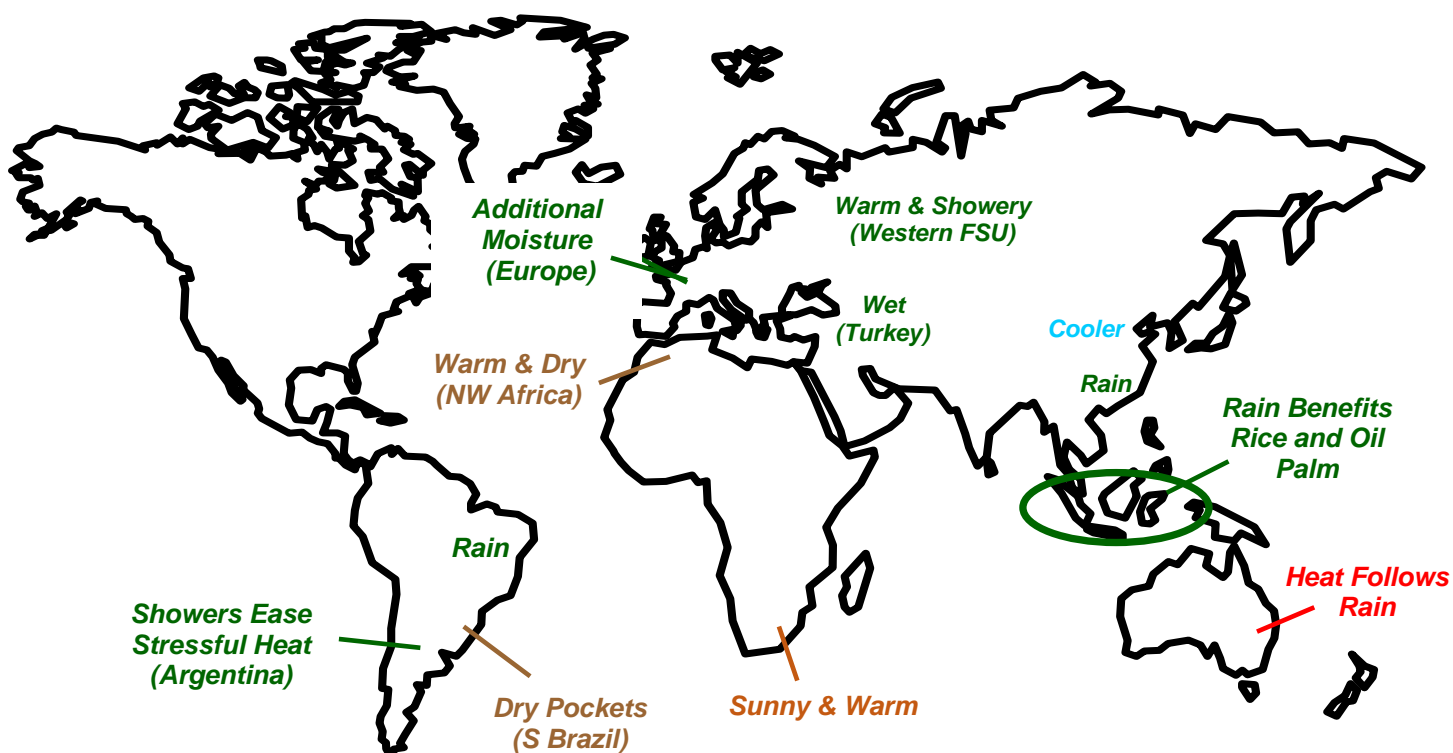 Additional
Moisture
(Europe)
Warm & Showery
(Western FSU)
Wet
(Turkey)
Cooler
Warm & Dry
(NW Africa)
Rain
Rain Benefits
Rice and Oil
Palm
Rain
Heat Follows
Rain
Showers Ease
Stressful Heat
(Argentina)
Dry Pockets
(S Brazil)
Sunny & Warm